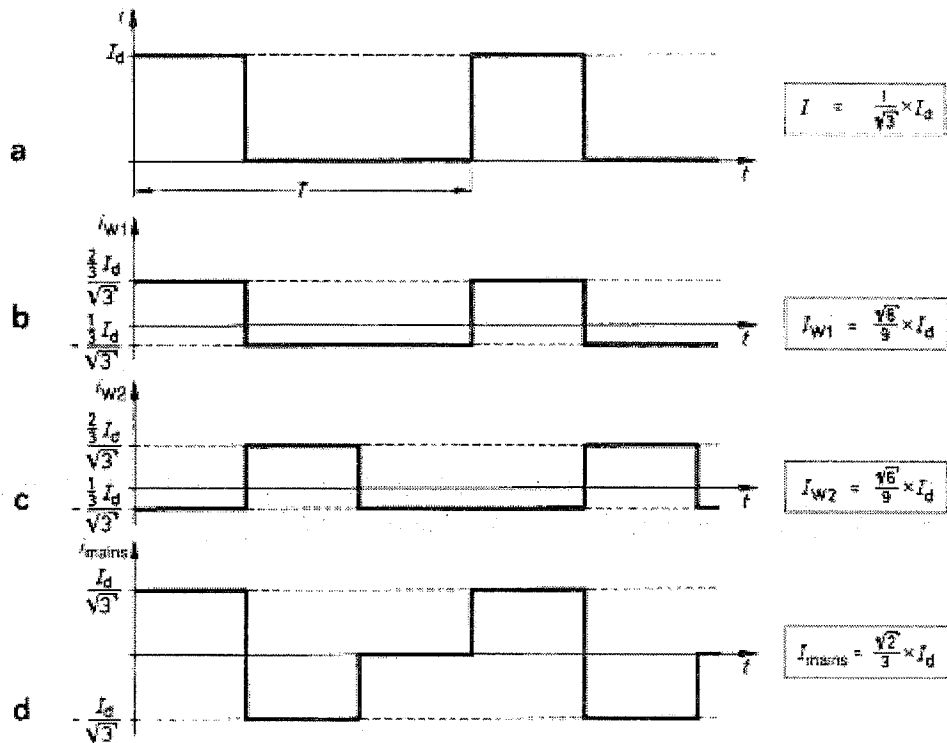 i
I_d
a
T
t
I = 1/√3 × I_d
i_W1
2/3 I_d / √3
b
- 1/3 I_d / √3
t
I_W1 = √6/9 × I_d
i_W2
2/3 I_d / √3
c
- 1/3 I_d / √3
t
I_W2 = √6/9 × I_d
i_mains
I_d / √3
t
I_mains = √2/3 × I_d
d
- I_d / √3